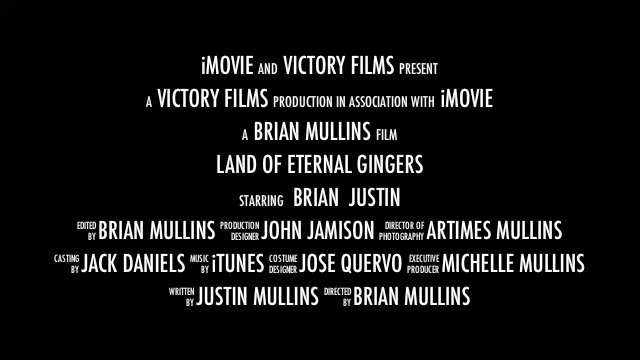 iMOVIE AND VICTORY FILMS PRESENT
A VICTORY FILMS PRODUCTION IN ASSOCIATION WITH iMOVIE
A BRIAN MULLINS FILM
LAND OF ETERNAL GINGERS
STARRING BRIAN JUSTIN
EDITED BY BRIAN MULLINS PRODUCTION DESIGNER JOHN JAMISON DIRECTOR OF PHOTOGRAPHY ARTIMES MULLINS
CASTING BY JACK DANIELS MUSIC BY iTUNES COSTUME DESIGNER JOSE QUERVO EXECUTIVE PRODUCER MICHELLE MULLINS
WRITTEN BY JUSTIN MULLINS DIRECTED BY BRIAN MULLINS